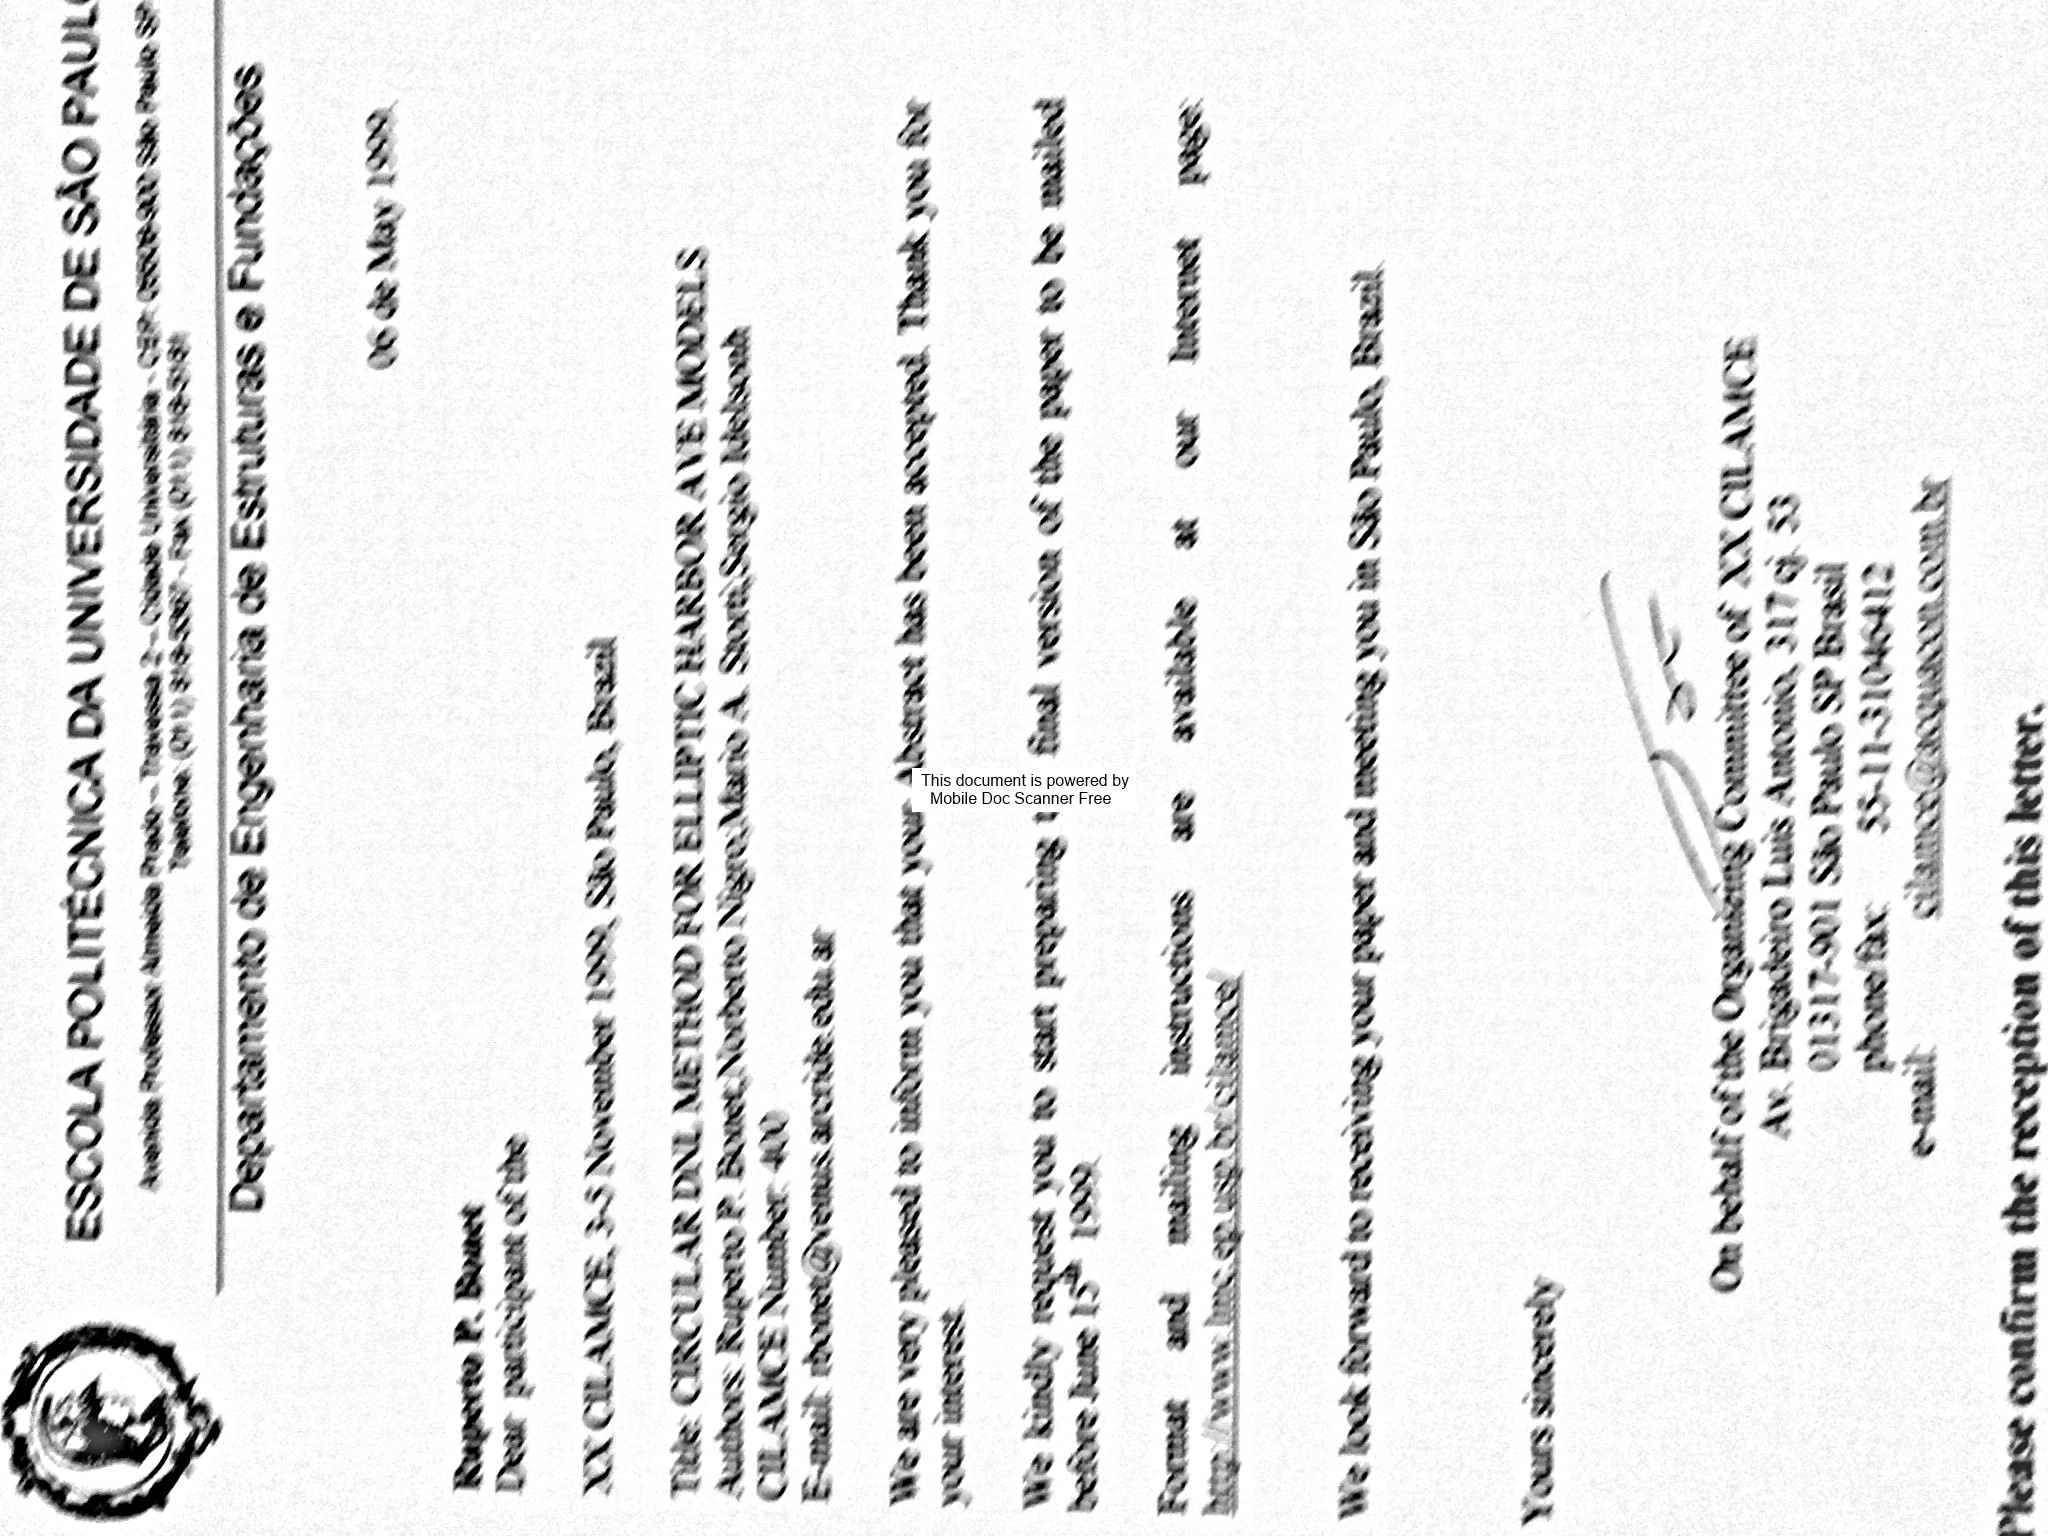 ESCOLA POLITÉCNICA DA UNIVERSIDADE DE SÃO PAULO
Avenida Professor Almeida Prado – Travessa 2 – Cidade Universitária - CEP: 05508-900 São Paulo SP
Telefone: (011) Fax (011)
Departamento de Engenharia de Estruturas e Fundações
06 de May 1999.
Ruperto P. Bonet
Dear participant of the
XX CILAMCE, 3-5 November 1999, São Paulo, Brazil
Title: CIRCULAR DNL METHOD FOR ELLIPTIC HARBOR AVE MODELS
Authors: Ruperto P. Bonet,Norberto Nigro,Mario A. Storti,Sergio Idelsonh
CILAMCE Number: 400
E-mail: rbonet@venus.arcride.edu.ar
We are very pleased to inform you that your Abstract has been accepted. Thank you for
your interest.
We kindly request you to start preparing final version of the paper to be mailed
before June 15th 1999.
Format and mailing instructions are available at our Internet page:
http://www.lmc.ep.usp.br/cilamce/
We look forward to receiving your paper and meeting you in São Paulo, Brazil.
Yours sincerely
On behalf of the Organizing Committee of XX CILAMCE
Av. Brigadeiro Luis Antonio, 317 cj. 53
01317-901 São Paulo SP Brasil
phone/fax: 55-11-31046412
e-mail: cilamce@acquacon.com.br
Please confirm the reception of this letter.
This document is powered by
Mobile Doc Scanner Free